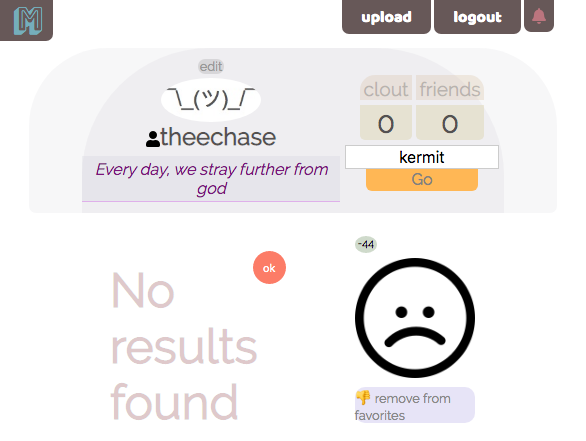 M
upload logout
edit
¯\_(ツ)_/¯
theechase
Every day, we stray further from
god
clout friends
0 0
kermit
Go
ok
No
results
found
-44
👎 remove from
favorites